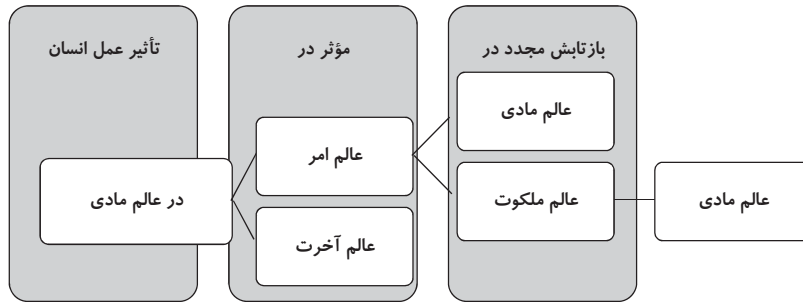 بازتابش مجدد در
مؤثر در
تأثیر عمل انسان
عالم مادی
عالم امر
در عالم مادی
عالم ملکوت
عالم مادی
عالم آخرت